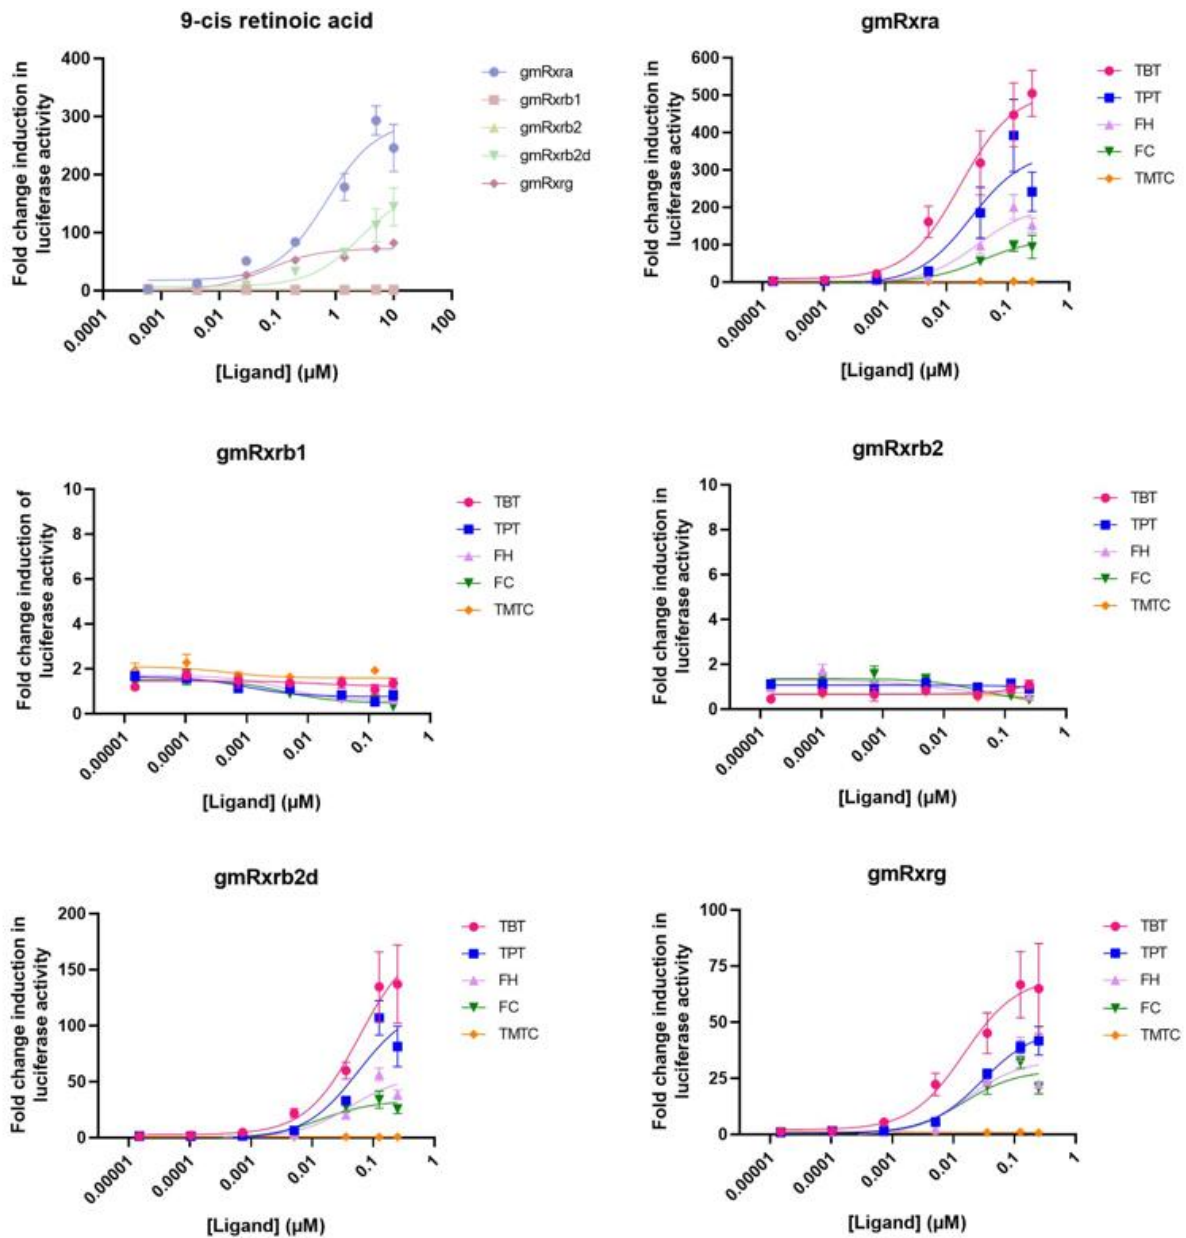 9-cis retinoic acid
Fold change induction in
luciferase activity
400
300
200
100
0
0.0001
0.001
0.01
0.1
1
10
100
[Ligand] (μM)
gmRxra
gmRxrb1
gmRxrb2
gmRxrb2d
gmRxrg
gmRxra
Fold change induction in
luciferase activity
600
500
400
300
200
100
0
0.00001
0.0001
0.001
0.01
0.1
1
[Ligand] (μM)
TBT
TPT
FH
FC
TMTC
gmRxrb1
Fold change induction of
luciferase activity
10
8
6
4
2
0
0.00001
0.0001
0.001
0.01
0.1
1
[Ligand] (μM)
TBT
TPT
FH
FC
TMTC
gmRxrb2
Fold change induction in
luciferase activity
10
8
6
4
2
0
0.00001
0.0001
0.001
0.01
0.1
1
[Ligand] (μM)
TBT
TPT
FH
FC
TMTC
gmRxrb2d
Fold change induction in
luciferase activity
200
150
100
50
0
0.00001
0.0001
0.001
0.01
0.1
1
[Ligand] (μM)
TBT
TPT
FH
FC
TMTC
gmRxrg
Fold change induction in
luciferase activity
100
75
50
25
0
0.00001
0.0001
0.001
0.01
0.1
1
[Ligand] (μM)
TBT
TPT
FH
FC
TMTC